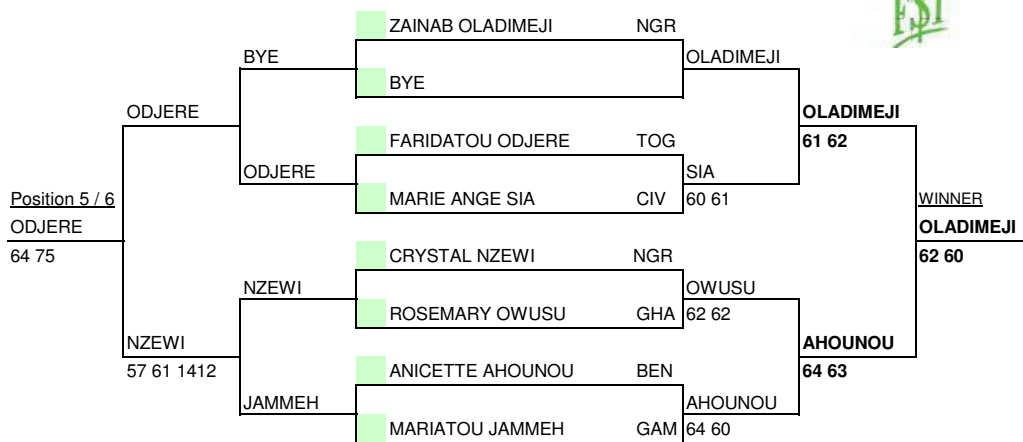 ZAINAB OLADIMEJI NGR
BYE OLADIMEJI
BYE
ODJERE OLADIMEJI
FARIDATOU ODJERE TOG 61 62
ODJERE SIA
Position 5 / 6 MARIE ANGE SIA CIV 60 61 WINNER
ODJERE OLADIMEJI
64 75 CRYSTAL NZEWI NGR 62 60
NZEWI OWUSU
ROSEMARY OWUSU GHA 62 62
NZEWI AHOUNOU
57 61 1412 ANICETTE AHOUNOU BEN 64 63
JAMMEH AHOUNOU
MARIATOU JAMMEH GAM 64 60